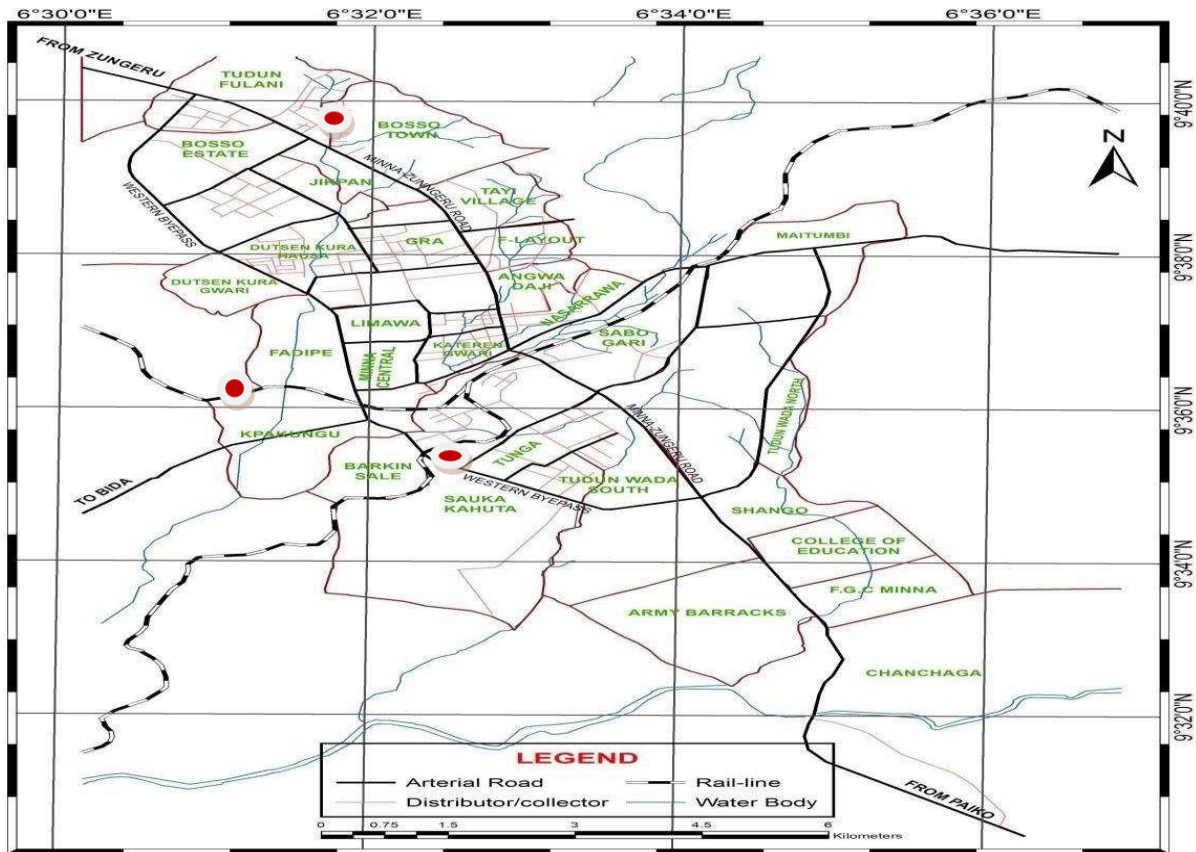 6°30'0"E
6°32'0"E
6°34'0"E
6°36'0"E
FROM ZUNGERU
TUDUN
FULANI
9°40'0"N
BOSSO
TOWN
BOSSO
ESTATE
N
MINNA-ZUNNGERU ROAD
JIKPAN
WESTERN BYEPASS
TAYI
VILLAGE
MAITUMBI
GRA
F-LAYOUT
DUTSEN KURA
HAUSA
9°38'0"N
DUTSEN KURA
GWARI
ANGWA
DAJI
NASARRAWA
LIMAWA
SABO
GARI
KATEREN
GWARI
FADIPE
MINNA
CENTRAL
9°36'0"N
TUDUN WADA NORTH
MINNA-ZUNGERU ROAD
KPAKUNGU
TUNGA
BARKIN
SALE
TO BIDA
WESTERN BYEPASS
TUDUN WADA
SOUTH
SAUKA
KAHUTA
SHANGO
COLLEGE OF
EDUCATION
9°34'0"N
F.G.C MINNA
ARMY BARRACKS
CHANCHAGA
9°32'0"N
LEGEND
Arterial Road
Rail-line
Distributor/collector
Water Body
FROM PAIKO
0 0.75 1.5 3 4.5 6
Kilometers